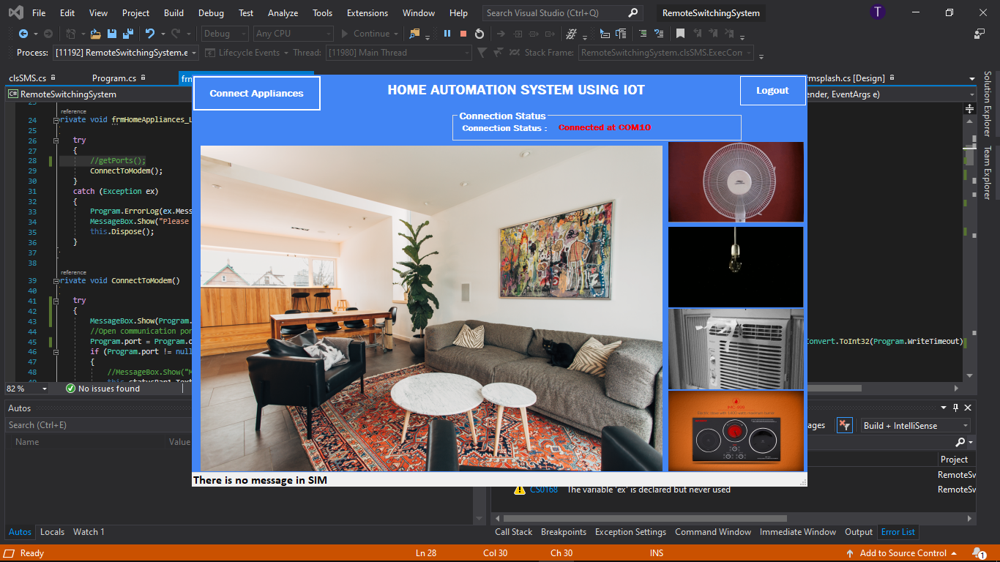 File Edit View Project Build Debug Test Analyze Tools Extensions Window Help Search Visual Studio (Ctrl+Q) RemoteSwitchingSystem T
Debug Any CPU Continue
Process: [11192] RemoteSwitchingSystem.e Lifecycle Events Thread: [11980] Main Thread Stack Frame: RemoteSwitchingSystem.clsSMS.ExecCom
clsSMS.cs Program.cs frn rmsplash.cs [Design]
C# RemoteSwitchingSystem ender, EventArgs e)
Connect Appliances HOME AUTOMATION SYSTEM USING IOT Logout
Connection Status
Connection Status : Connected at COM10
23
reference
24 rivate void frmHomeAppliances_L
25
26 try
27 {
28 //getPorts();
29 ConnectToModem();
30 }
31 catch (Exception ex)
32 {
33 Program.ErrorLog(ex.Mess
34 MessageBox.Show("Please
35 this.Dispose();
36 }
37
38
reference
39 rivate void ConnectToModem()
40
41 try
42 {
43 MessageBox.Show(Program.
44 //Open communication por
45 Program.port = Program.o Convert.ToInt32(Program.WriteTimeout)
46 if (Program.port != null
47 {
48 //MessageBox.Show("M
49 this.statusBar1.Text
82 % No issues found
Solution Explorer
Team Explorer
IMC-999
Autos
Search (Ctrl+E)
Name Value
ages Build + IntelliSense
Project
RemoteSw
CS0168 The variable 'ex' is declared but never used RemoteSw
There is no message in SIM
Autos Locals Watch 1
Call Stack Breakpoints Exception Settings Command Window Immediate Window Output Error List
Ready Ln 28 Col 30 Ch 30 INS Add to Source Control 1